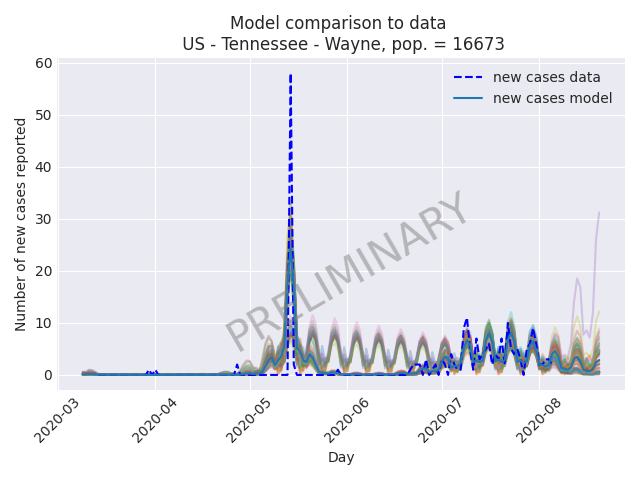 Model comparison to data
US - Tennessee - Wayne, pop. = 16673
60
50
40
30
20
10
0
Number of new cases reported
new cases data
new cases model
PRELIMINARY
2020-03
2020-04
2020-05
2020-06
2020-07
2020-08
Day